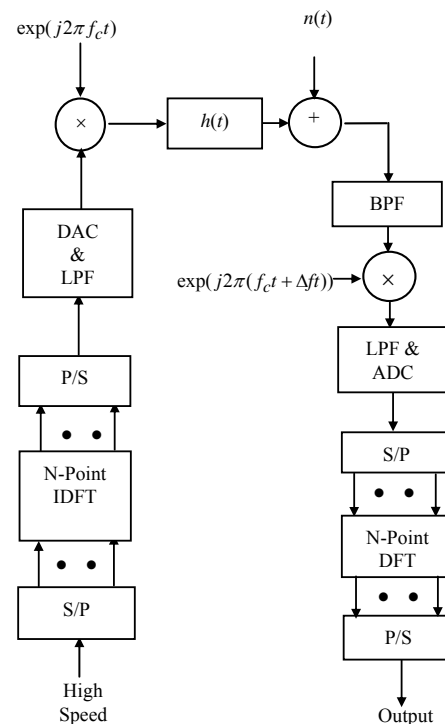 exp(j2πf_c t)
n(t)
×
h(t)
+
BPF
DAC
&
LPF
exp(j2π(f_c t + Δft))
×
LPF &
ADC
P/S
S/P
N-Point
IDFT
N-Point
DFT
S/P
P/S
High
Speed
Output